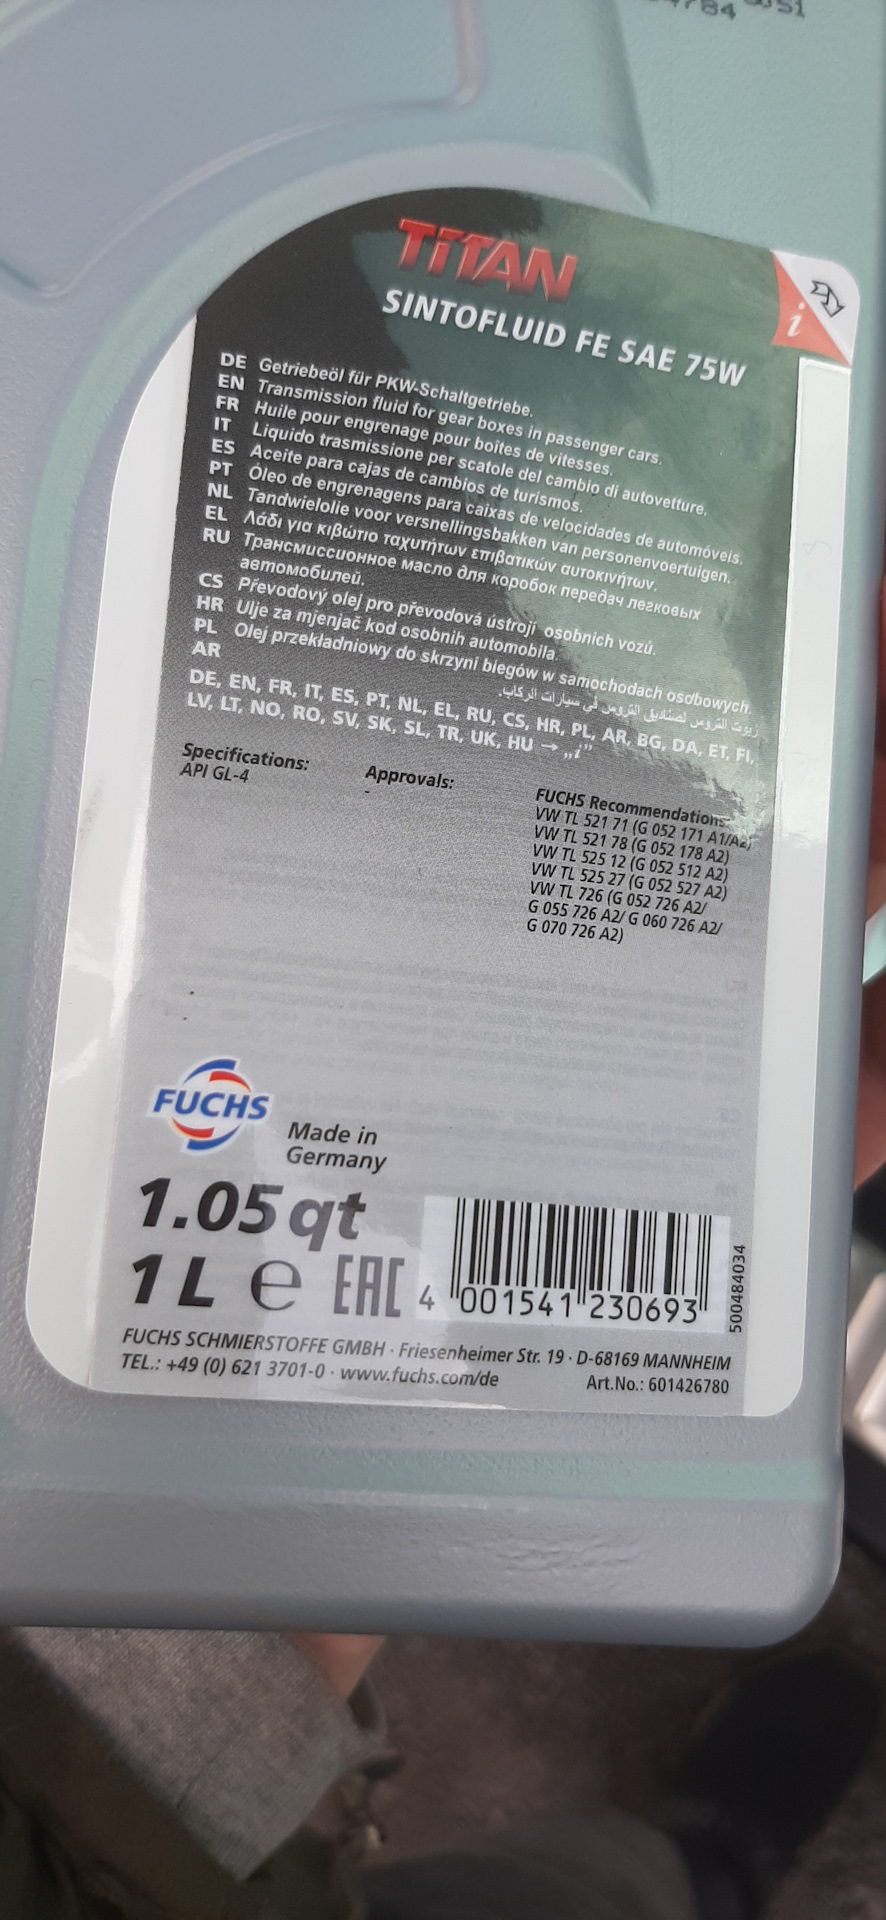 TITAN
SINTOFLUID FE SAE 75W
i
DE Getriebeöl für PKW-Schaltgetriebe.
EN Transmission fluid for gear boxes in passenger cars.
FR Huile pour engrenage pour boîtes de vitesses.
IT Liquido trasmissione per scatole del cambio di autovetture.
ES Aceite para cajas de cambios de turismos.
PT Óleo de engrenagens para caixas de velocidades de automóveis.
NL Tandwielolie voor versnellingsbakken van personenvoertuigen.
EL Λάδι για κιβώτιο ταχυτήτων επιβατικών αυτοκινήτων.
RU Трансмиссионное масло для коробок передач легковых
автомобилей.
CS Převodový olej pro převodová ústrojí osobních vozů.
HR Ulje za mjenjač kod osobnih automobila.
PL Olej przekładniowy do skrzyni biegów w samochodach osobowych.
AR زيوت التروس لصناديق التروس في سيارات الركاب.
DE, EN, FR, IT, ES, PT, NL, EL, RU, CS, HR, PL, AR, BG, DA, ET, FI,
LV, LT, NO, RO, SV, SK, SL, TR, UK, HU → „i”
Specifications:
API GL-4
Approvals:
-
FUCHS Recommendations:
VW TL 521 71 (G 052 171 A1/A2)
VW TL 521 78 (G 052 178 A2)
VW TL 525 12 (G 052 512 A2)
VW TL 525 27 (G 052 527 A2)
VW TL 726 (G 052 726 A2/
G 055 726 A2/ G 060 726 A2/
G 070 726 A2)
FUCHS
Made in
Germany
1.05 qt
1 L e EAC
4 001541 230693
500484034
FUCHS SCHMIERSTOFFE GMBH · Friesenheimer Str. 19 · D-68169 MANNHEIM
TEL.: +49 (0) 621 3701-0 · www.fuchs.com/de
Art.No.: 601426780